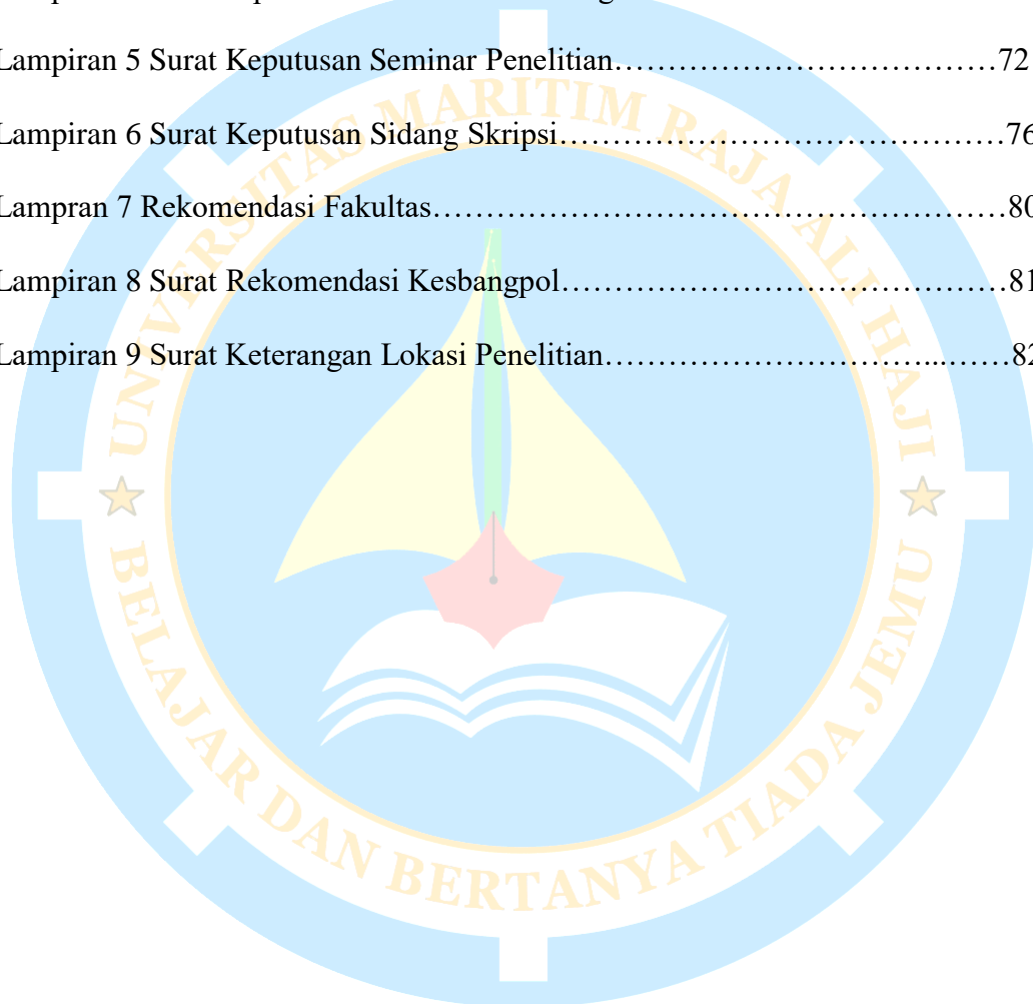 Lampiran 5 Surat Keputusan Seminar Penelitian………………………………72
Lampiran 6 Surat Keputusan Sidang Skripsi……………………………………76
Lampran 7 Rekomendasi Fakultas………………………………………………80
Lampiran 8 Surat Rekomendasi Kesbangpol……………………………………81
Lampiran 9 Surat Keterangan Lokasi Penelitian…………………………...……82
UNIVERSITAS MARITIM RAJA ALI HAJI
BELAJAR DAN BERTANYA TIADA JEMU